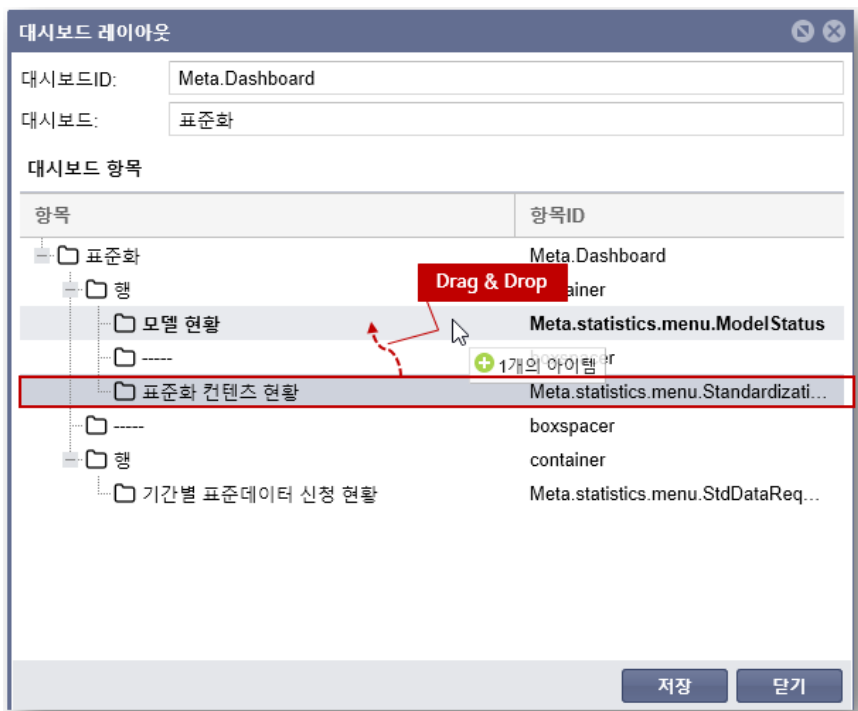 대시보드 레이아웃
대시보드ID: Meta.Dashboard
대시보드: 표준화
대시보드 항목
항목 항목ID
표준화 Meta.Dashboard
Drag & Drop
행 ainer
모델 현황 Meta.statistics.menu.ModelStatus
----- boxspacer
1개의 아이템
표준화 컨텐츠 현황 Meta.statistics.menu.Standardizati...
----- boxspacer
행 container
기간별 표준데이터 신청 현황 Meta.statistics.menu.StdDataReq...
저장 닫기